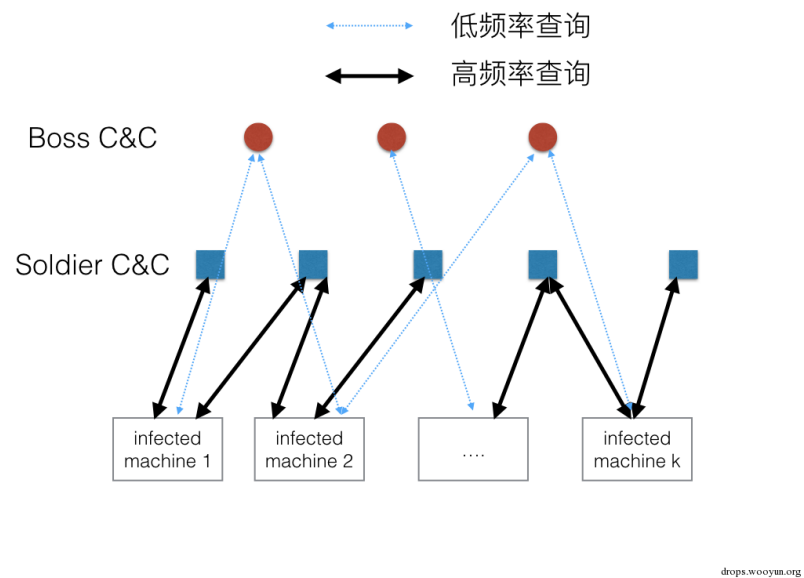 低频率查询
高频率查询
Boss C&C
Soldier C&C
infected
machine 1
infected
machine 2
....
infected
machine k
drops.wooyun.org